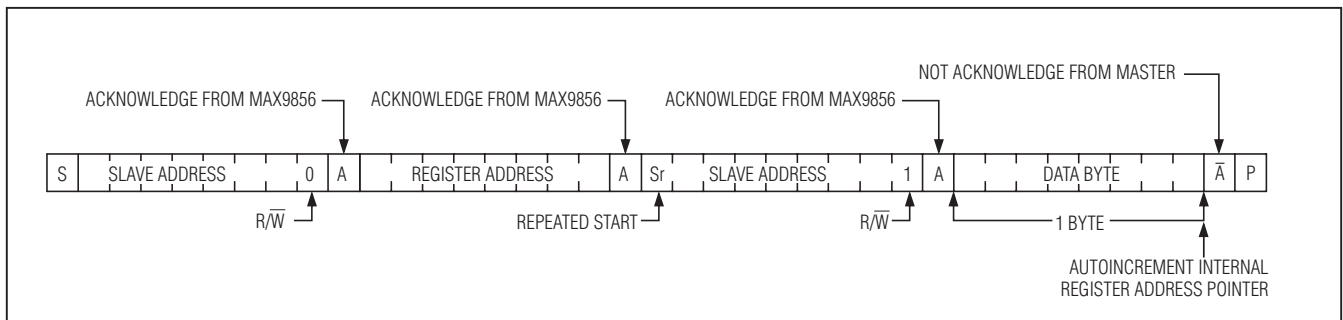 NOT ACKNOWLEDGE FROM MASTER
ACKNOWLEDGE FROM MAX9856 ACKNOWLEDGE FROM MAX9856 ACKNOWLEDGE FROM MAX9856
S SLAVE ADDRESS 0 A REGISTER ADDRESS A Sr SLAVE ADDRESS 1 A DATA BYTE A̅ P
R/W̅ REPEATED START R/W̅ 1 BYTE
AUTOINCREMENT INTERNAL
REGISTER ADDRESS POINTER